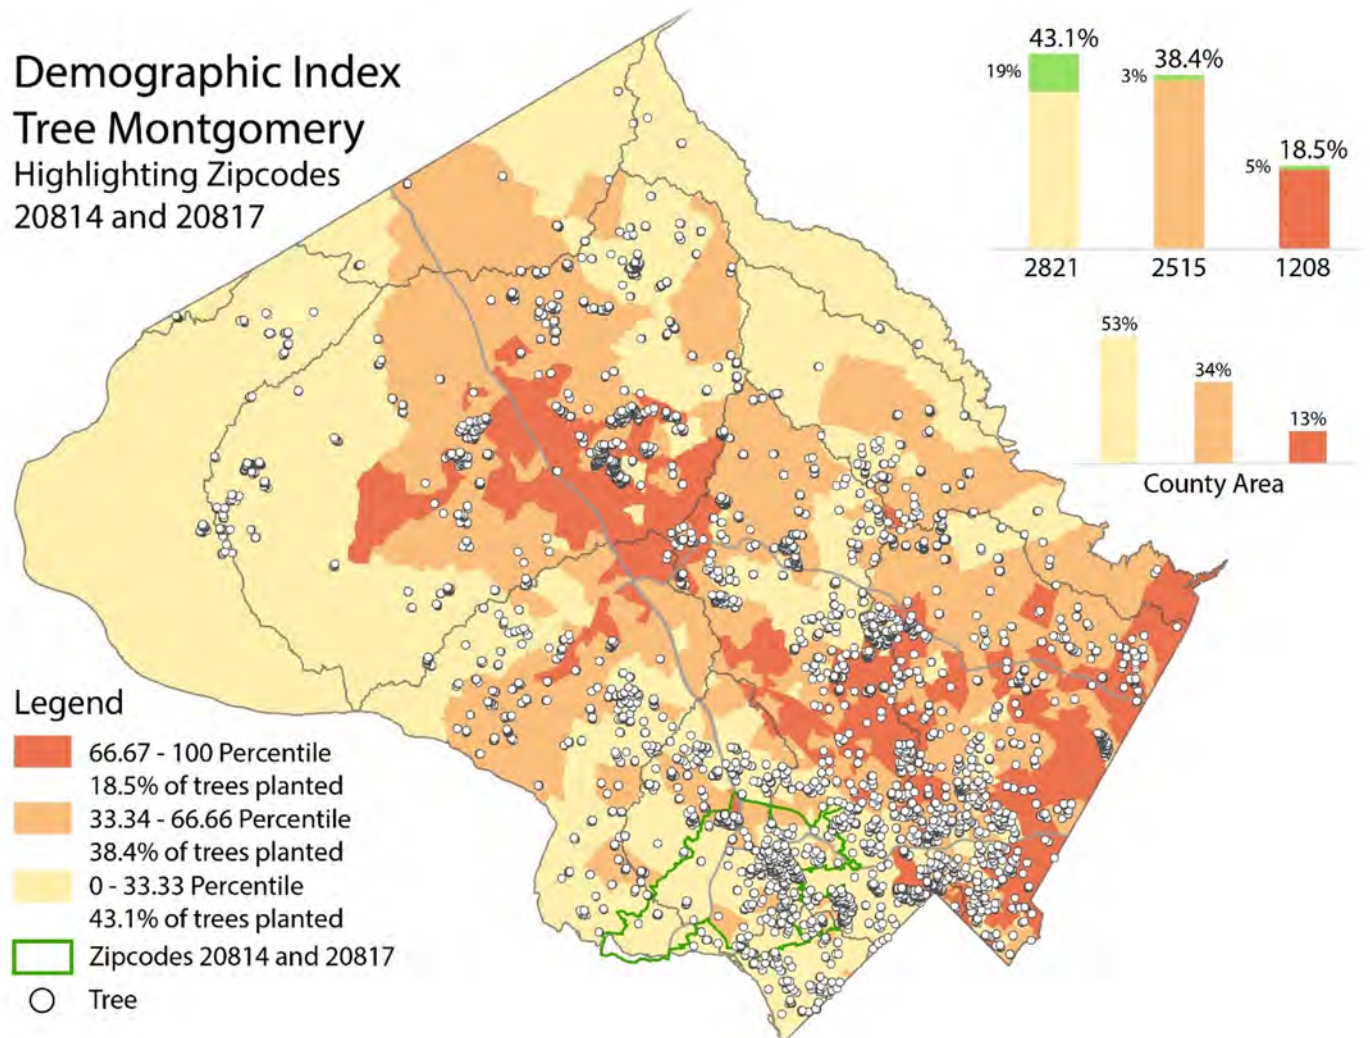 Demographic Index
Tree Montgomery
Highlighting Zipcodes
20814 and 20817
43.1%
19%
38.4%
3%
18.5%
5%
2821
2515
1208
53%
34%
13%
County Area
Legend
66.67 - 100 Percentile
18.5% of trees planted
33.34 - 66.66 Percentile
38.4% of trees planted
0 - 33.33 Percentile
43.1% of trees planted
Zipcodes 20814 and 20817
Tree